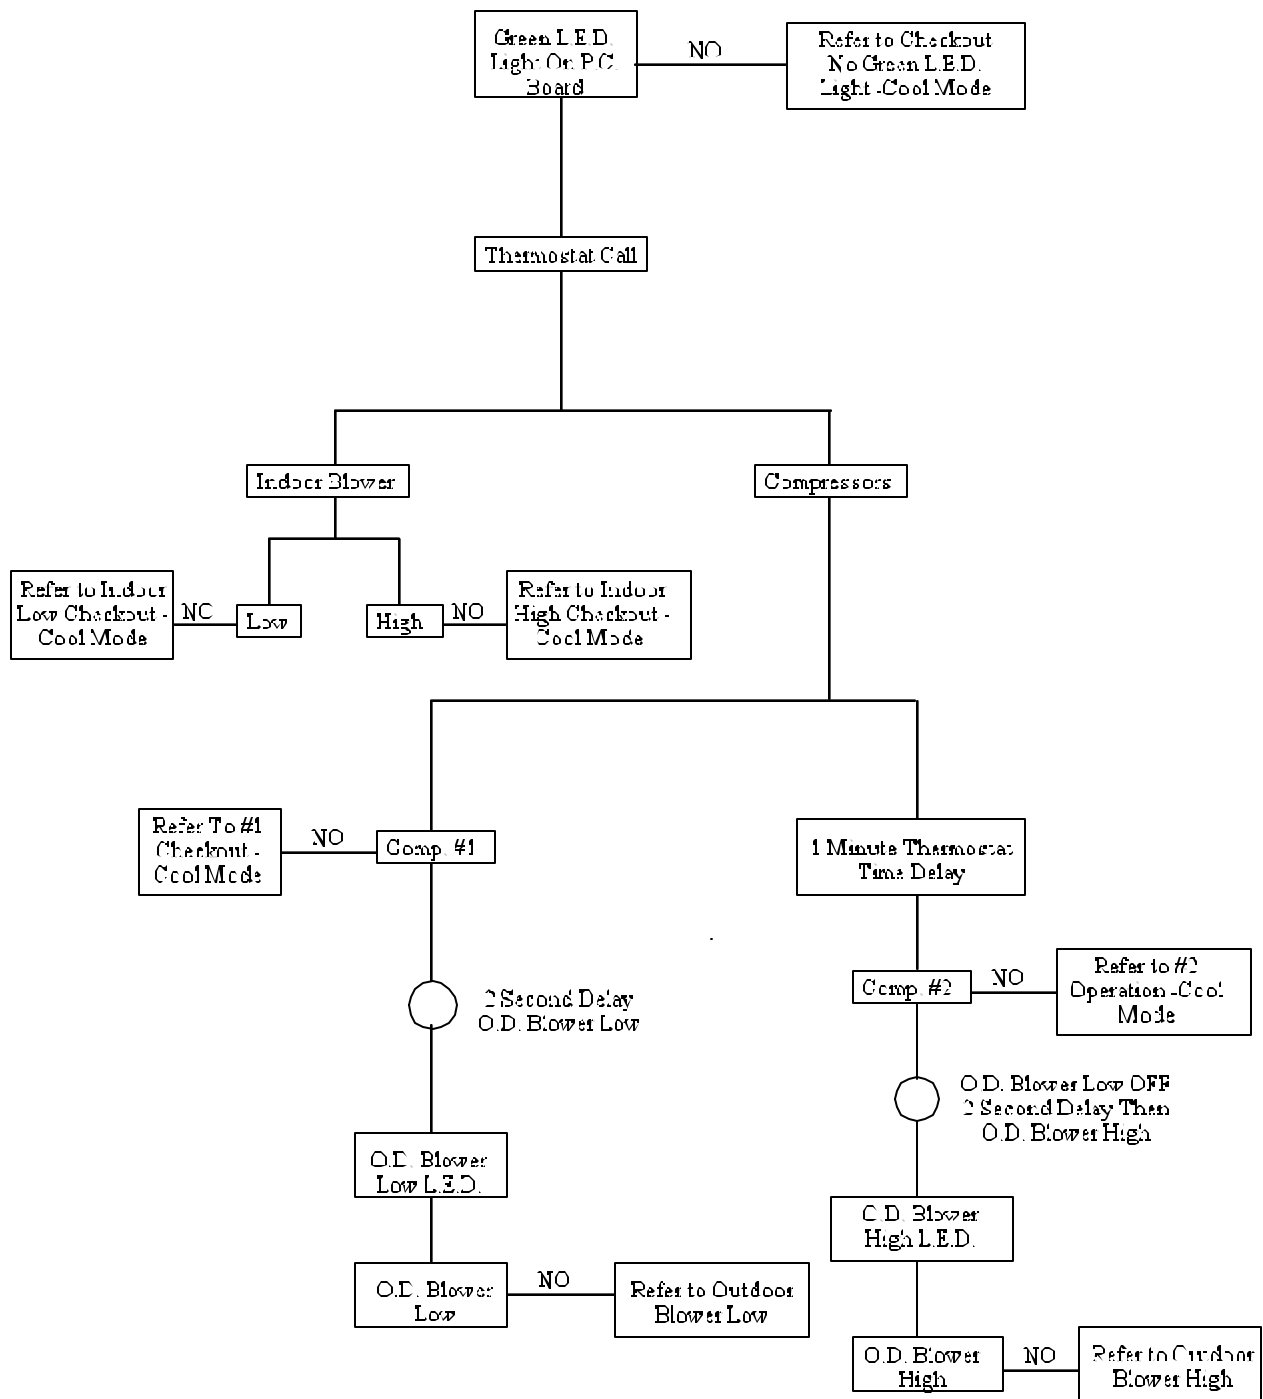 Green L.E.D.
Light On P.C.
Board
NO
Refer to Checkout
No Green L.E.D.
Light -Cool Mode
Thermostat Call
Indoor Blower
Compressors
Refer to Indoor
Low Checkout -
Cool Mode
NO
Low
High
NO
Refer to Indoor
High Checkout -
Cool Mode
Refer To #1
Checkout -
Cool Mode
NO
Comp. #1
1 Minute Thermostat
Time Delay
2 Second Delay
O.D. Blower Low
Comp. #2
NO
Refer to #2
Operation -Cool
Mode
O.D. Blower Low OFF
2 Second Delay Then
O.D. Blower High
O.D. Blower
Low L.E.D.
O.D. Blower
High L.E.D.
O.D. Blower
Low
NO
Refer to Outdoor
Blower Low
O.D. Blower
High
NO
Refer to Outdoor
Blower High